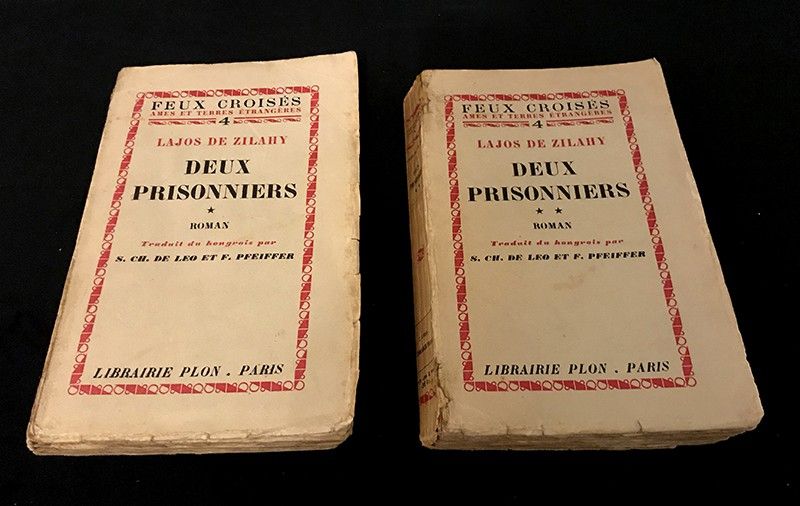 FEUX CROISÉS
AMES ET TERRES ÉTRANGÈRES
4
LAJOS DE ZILAHY
DEUX
PRISONNIERS
★
ROMAN
Traduit du hongrois par
S. CH. DE LEO ET F. PFEIFFER
LIBRAIRIE PLON . PARIS
FEUX CROISÉS
AMES ET TERRES ÉTRANGÈRES
4
LAJOS DE ZILAHY
DEUX
PRISONNIERS
★ ★
ROMAN
Traduit du hongrois par
S. CH. DE LEO ET F. PFEIFFER
LIBRAIRIE PLON . PARIS